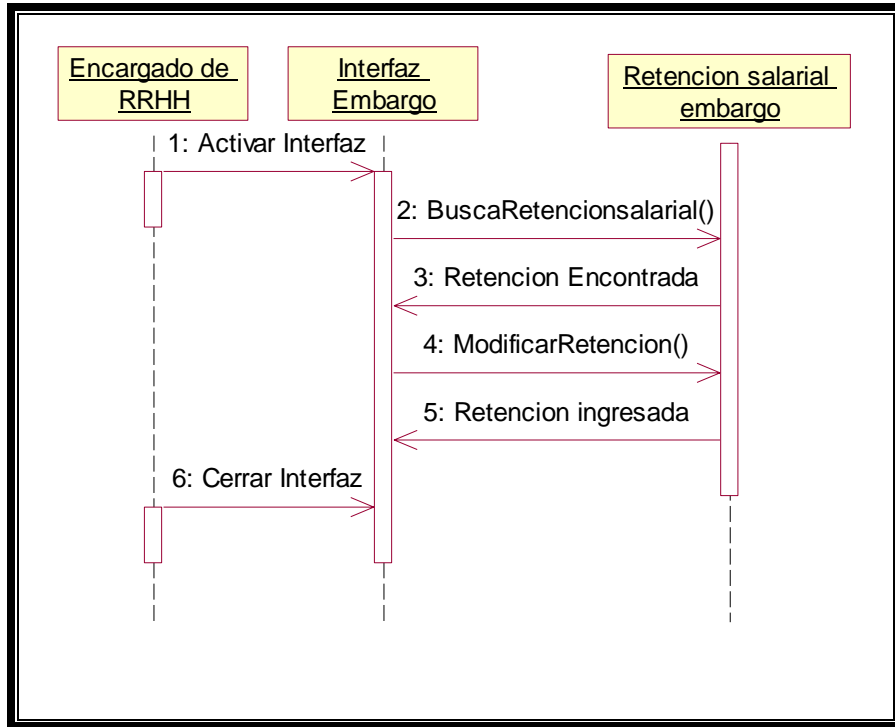 Encargado de
RRHH
Interfaz
Embargo
Retencion salarial
embargo
1: Activar Interfaz
2: BuscaRetencionsalarial()
3: Retencion Encontrada
4: ModificarRetencion()
5: Retencion ingresada
6: Cerrar Interfaz